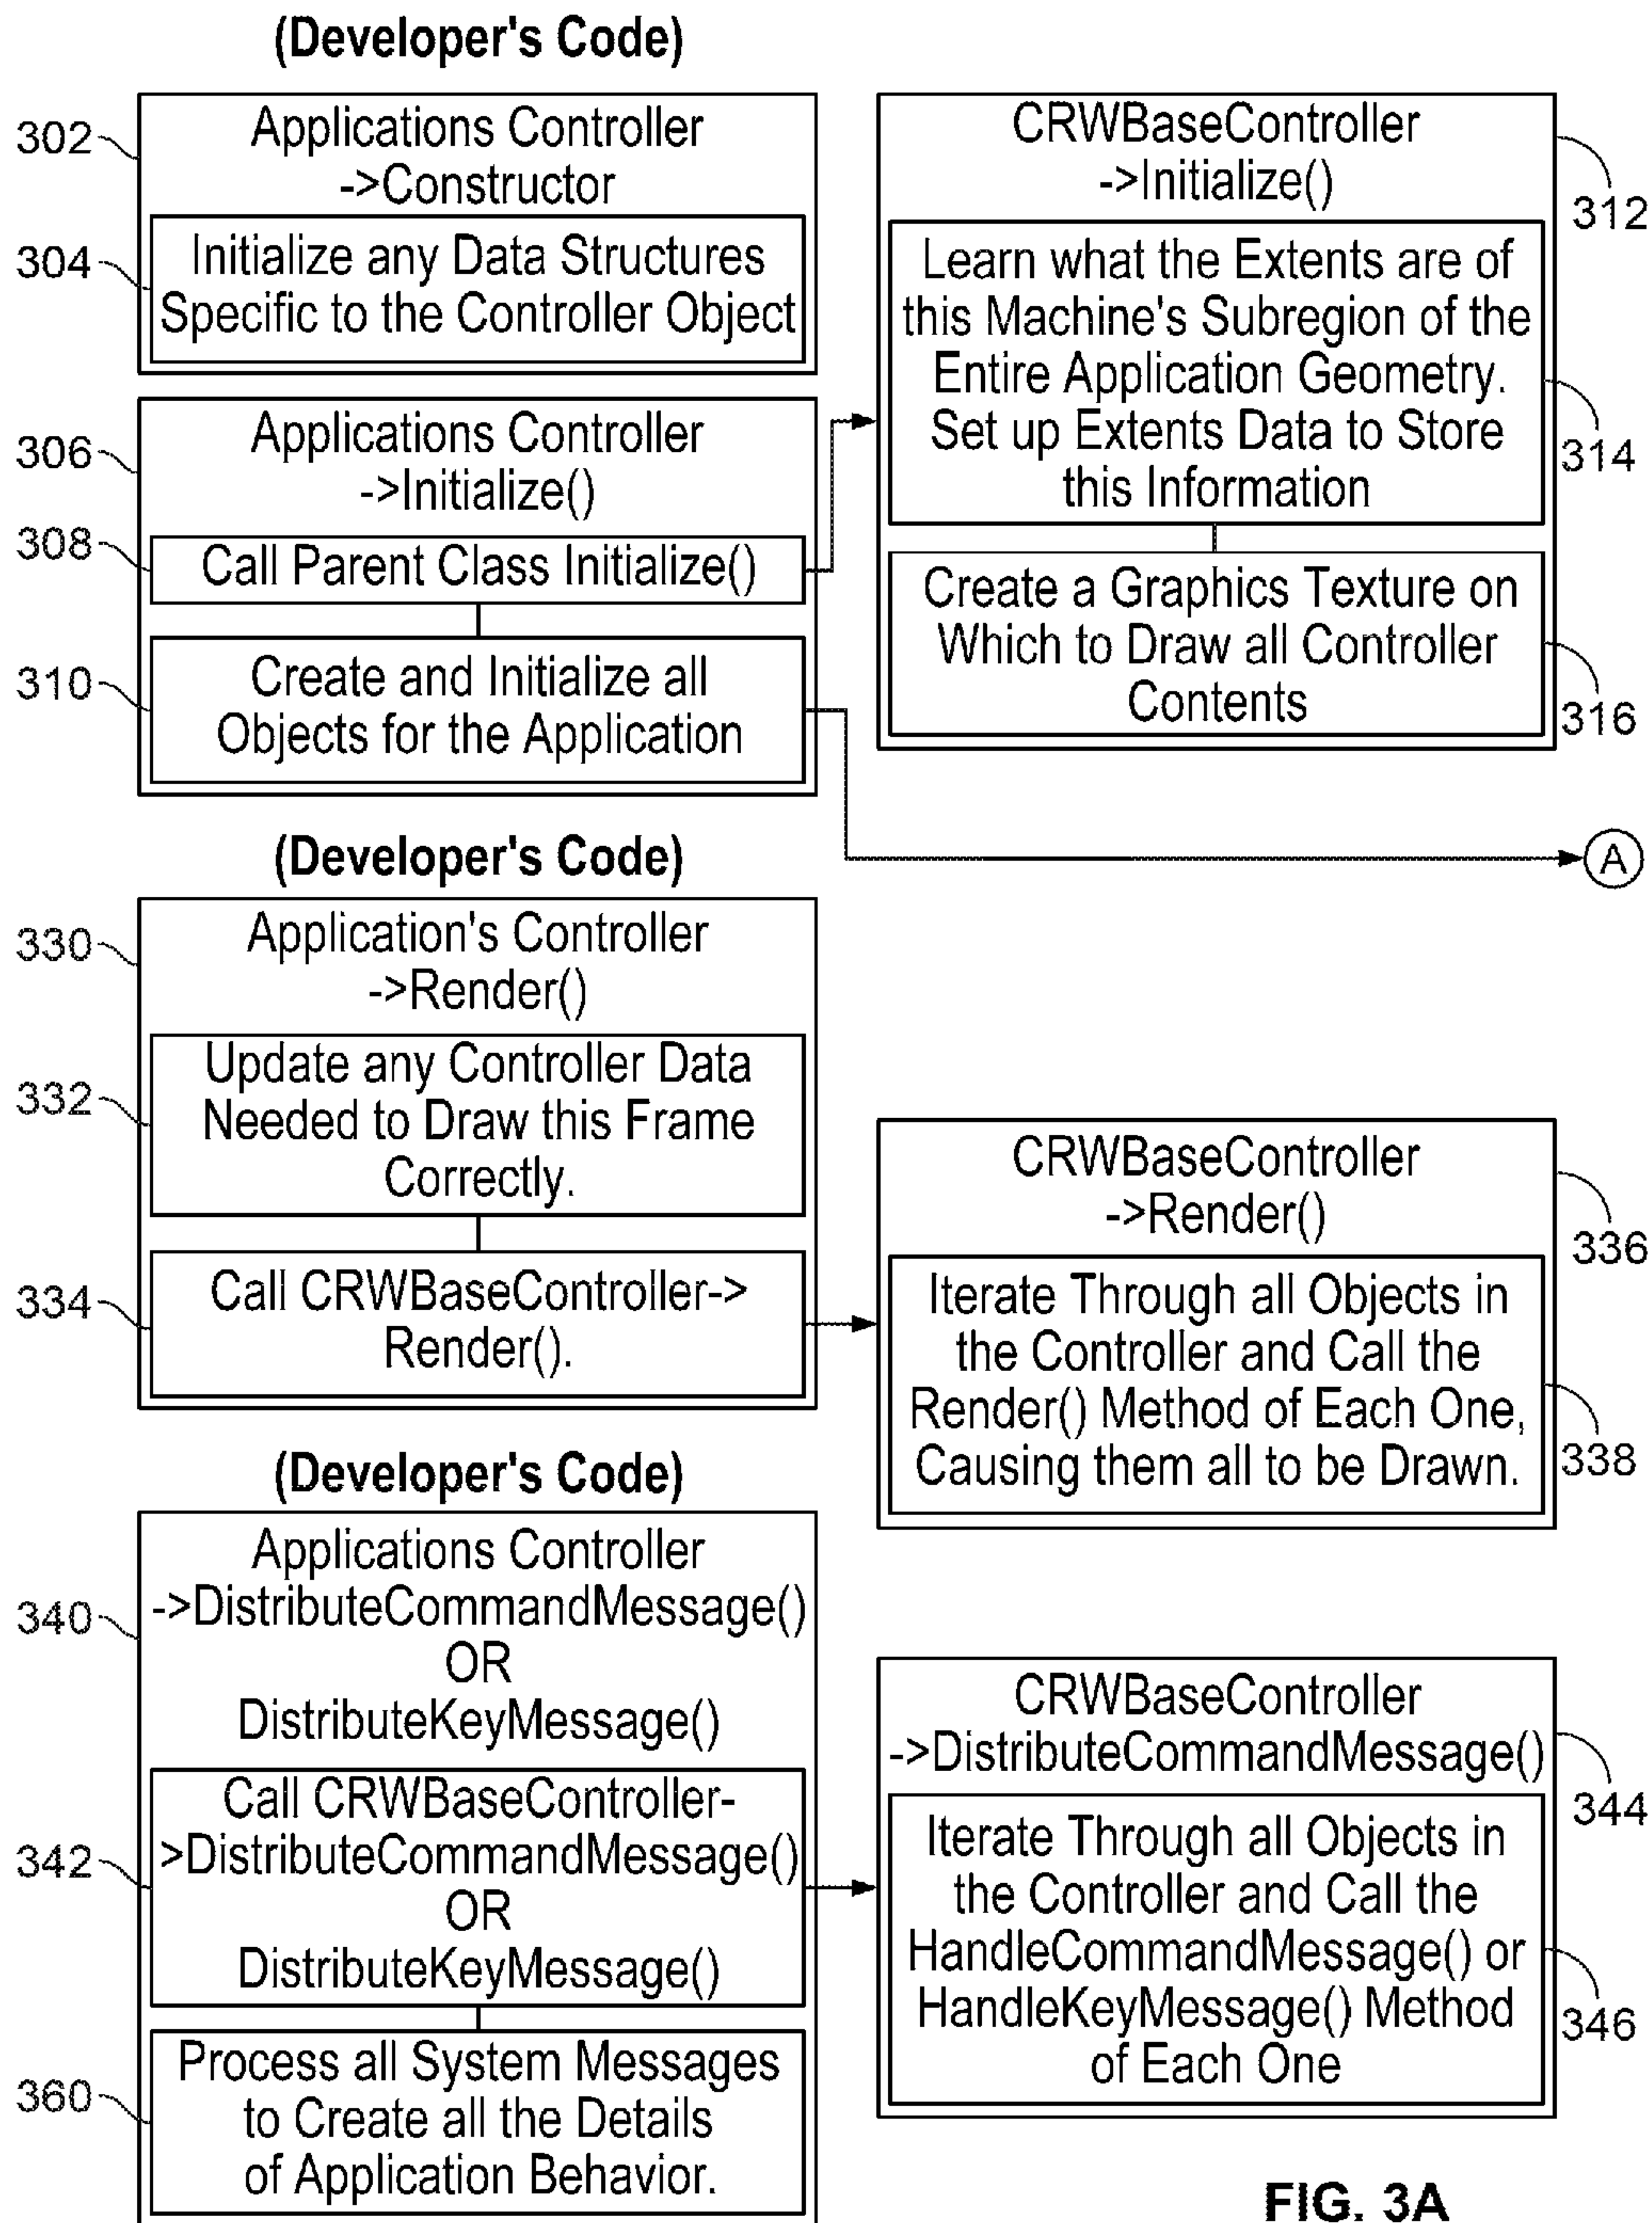 (Developer's Code)
302
Applications Controller
->Constructor
304
Initialize any Data Structures
Specific to the Controller Object
306
Applications Controller
->Initialize()
308
Call Parent Class Initialize()
310
Create and Initialize all
Objects for the Application
CRWBaseController
->Initialize()
312
Learn what the Extents are of
this Machine's Subregion of the
Entire Application Geometry.
Set up Extents Data to Store
this Information
314
Create a Graphics Texture on
Which to Draw all Controller
Contents
316
A
(Developer's Code)
330
Application's Controller
->Render()
332
Update any Controller Data
Needed to Draw this Frame
Correctly.
334
Call CRWBaseController->
Render().
CRWBaseController
->Render()
336
Iterate Through all Objects in
the Controller and Call the
Render() Method of Each One,
Causing them all to be Drawn.
338
(Developer's Code)
340
Applications Controller
->DistributeCommandMessage()
OR
DistributeKeyMessage()
342
Call CRWBaseController-
>DistributeCommandMessage()
OR
DistributeKeyMessage()
360
Process all System Messages
to Create all the Details
of Application Behavior.
CRWBaseController
->DistributeCommandMessage()
344
Iterate Through all Objects in
the Controller and Call the
HandleCommandMessage() or
HandleKeyMessage() Method
of Each One
346
FIG. 3A